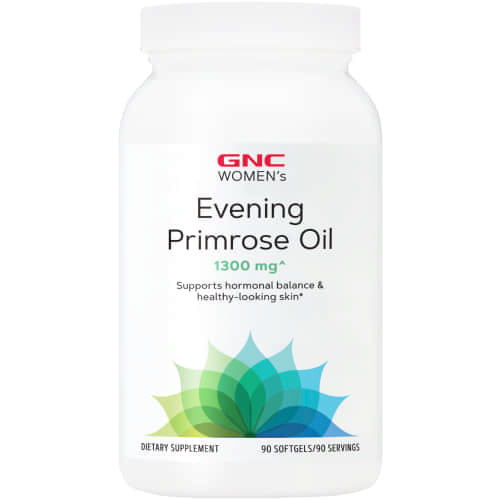 GNC
WOMEN's
Evening
Primrose Oil
1300 mg^
Supports hormonal balance &
healthy-looking skin*
DIETARY SUPPLEMENT 90 SOFTGELS/90 SERVINGS